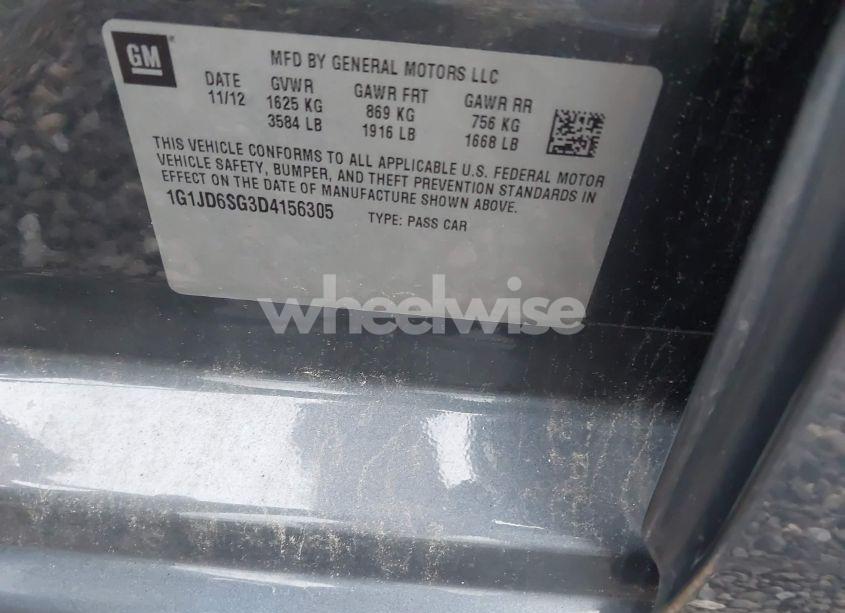 GM
MFD BY GENERAL MOTORS LLC
DATE GVWR GAWR FRT GAWR RR
11/12 1625 KG 869 KG 756 KG
3584 LB 1916 LB 1668 LB
THIS VEHICLE CONFORMS TO ALL APPLICABLE U.S. FEDERAL MOTOR
VEHICLE SAFETY, BUMPER, AND THEFT PREVENTION STANDARDS IN
EFFECT ON THE DATE OF MANUFACTURE SHOWN ABOVE.
1G1JD6SG3D4156305 TYPE: PASS CAR
wheelwise